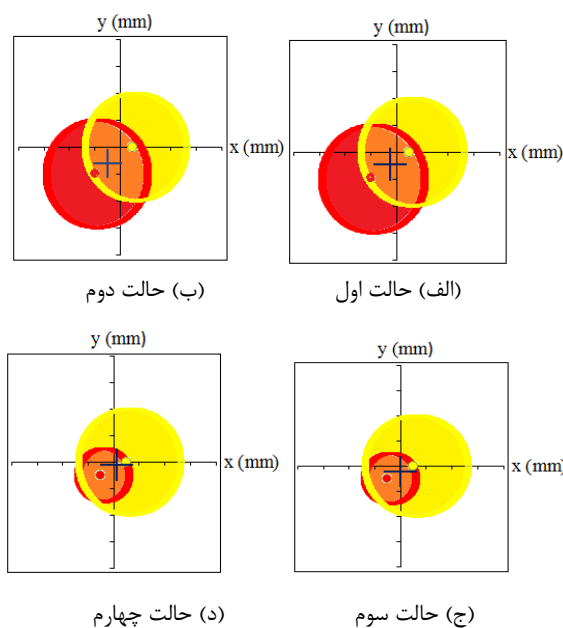 y (mm)
y (mm)
x (mm)
x (mm)
(الف) حالت اول
(ب) حالت دوم
y (mm)
y (mm)
x (mm)
x (mm)
(ج) حالت سوم
(د) حالت چهارم